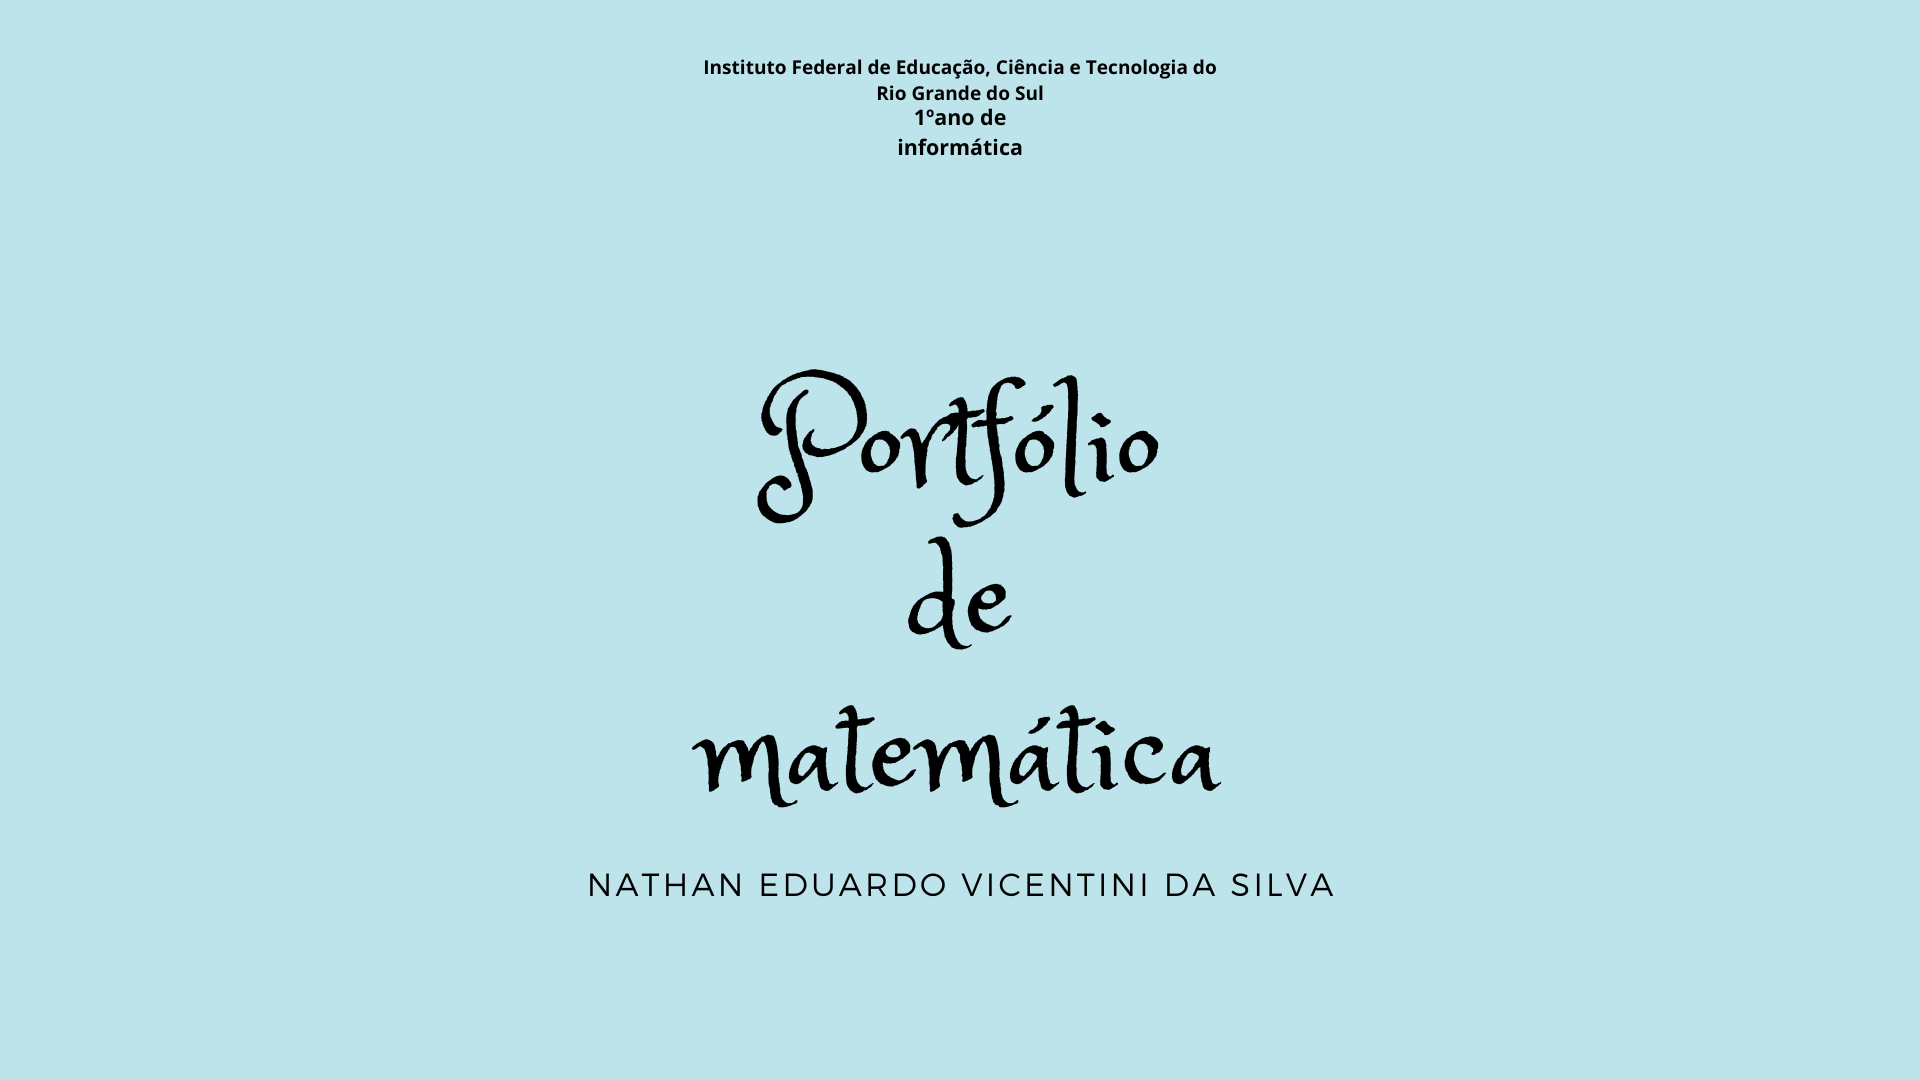 Instituto Federal de Educação, Ciência e Tecnologia do
Rio Grande do Sul
1ºano de
informática
Portfólio
de
matemática
NATHAN EDUARDO VICENTINI DA SILVA